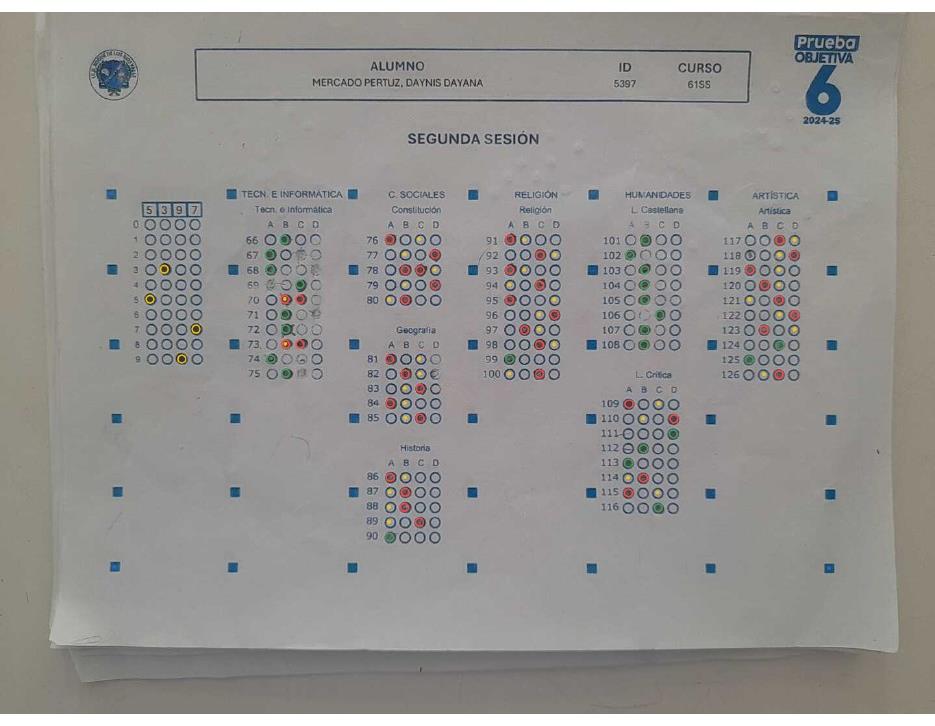 ALUMNO
MERCADO PERTUZ, DAYNIS DAYANA
ID
5397
CURSO
61SS
Prueba
OBJETIVA
6
2024-25
SEGUNDA SESIÓN
5 3 9 7
0
1
2
3
4
5
6
7
8
9
TECN. E INFORMÁTICA
Tecn. e Informática
A B C D
66
67
68
69
70
71
72
73
74
75
C. SOCIALES
Constitución
A B C D
76
77
78
79
80
Geografía
A B C D
81
82
83
84
85
Historia
A B C D
86
87
88
89
90
RELIGIÓN
Religión
A B C D
91
92
93
94
95
96
97
98
99
100
HUMANIDADES
L. Castellana
A B C D
101
102
103
104
105
106
107
108
L. Crítica
A B C D
109
110
111
112
113
114
115
116
ARTÍSTICA
Artística
A B C D
117
118
119
120
121
122
123
124
125
126